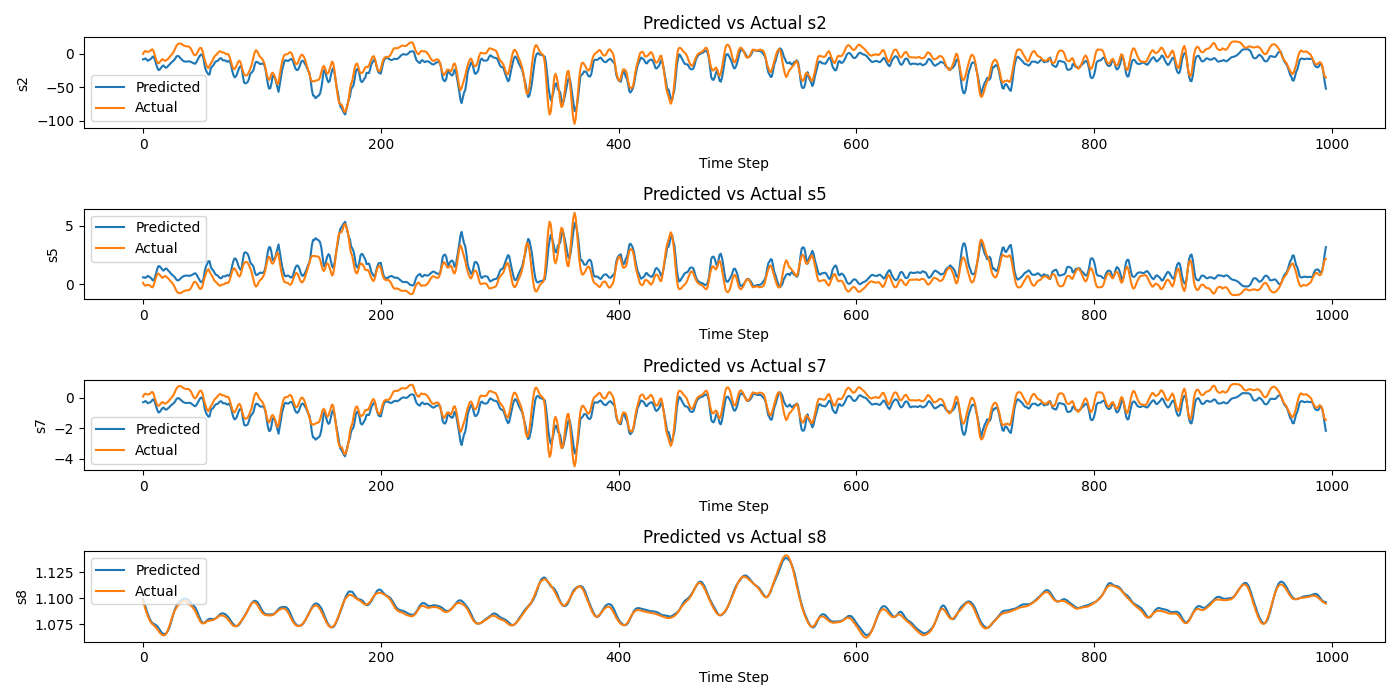 Predicted vs Actual s2
s2
0
−50
−100
Predicted
Actual
0 200 400 600 800 1000
Time Step
Predicted vs Actual s5
s5
5
0
Predicted
Actual
0 200 400 600 800 1000
Time Step
Predicted vs Actual s7
s7
0
−2
−4
Predicted
Actual
0 200 400 600 800 1000
Time Step
Predicted vs Actual s8
s8
1.125
1.100
1.075
Predicted
Actual
0 200 400 600 800 1000
Time Step